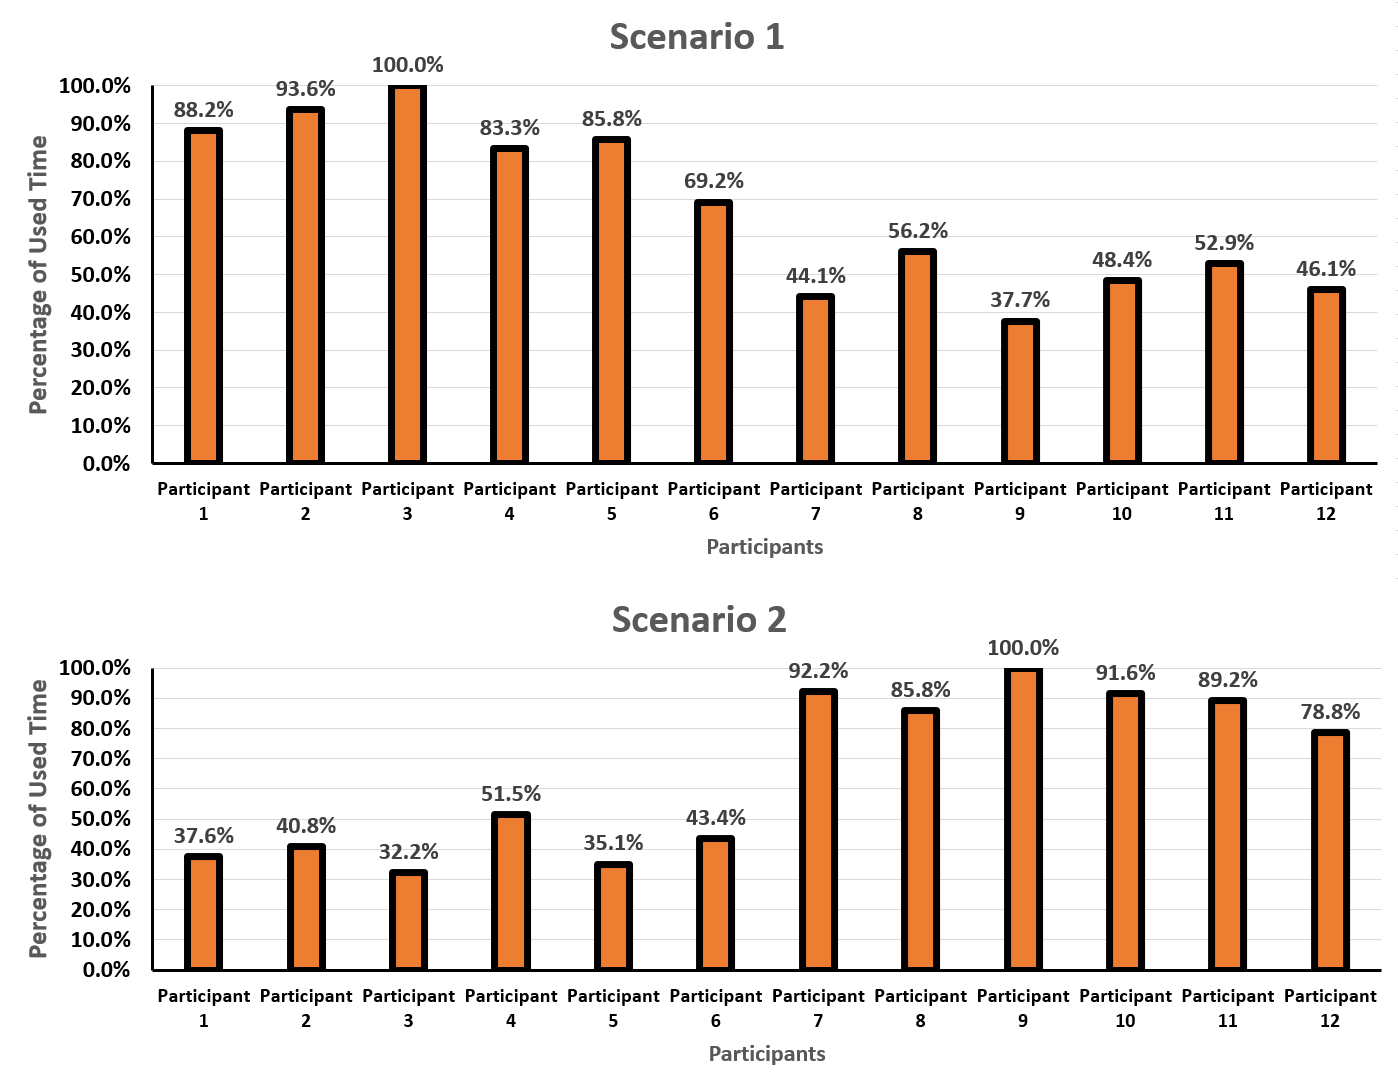 Scenario 1
Percentage of Used Time
100.0%
90.0%
80.0%
70.0%
60.0%
50.0%
40.0%
30.0%
20.0%
10.0%
0.0%
88.2%
93.6%
100.0%
83.3%
85.8%
69.2%
44.1%
56.2%
37.7%
48.4%
52.9%
46.1%
Participant 1
Participant 2
Participant 3
Participant 4
Participant 5
Participant 6
Participant 7
Participant 8
Participant 9
Participant 10
Participant 11
Participant 12
Participants
Scenario 2
Percentage of Used Time
100.0%
90.0%
80.0%
70.0%
60.0%
50.0%
40.0%
30.0%
20.0%
10.0%
0.0%
37.6%
40.8%
32.2%
51.5%
35.1%
43.4%
92.2%
85.8%
100.0%
91.6%
89.2%
78.8%
Participant 1
Participant 2
Participant 3
Participant 4
Participant 5
Participant 6
Participant 7
Participant 8
Participant 9
Participant 10
Participant 11
Participant 12
Participants